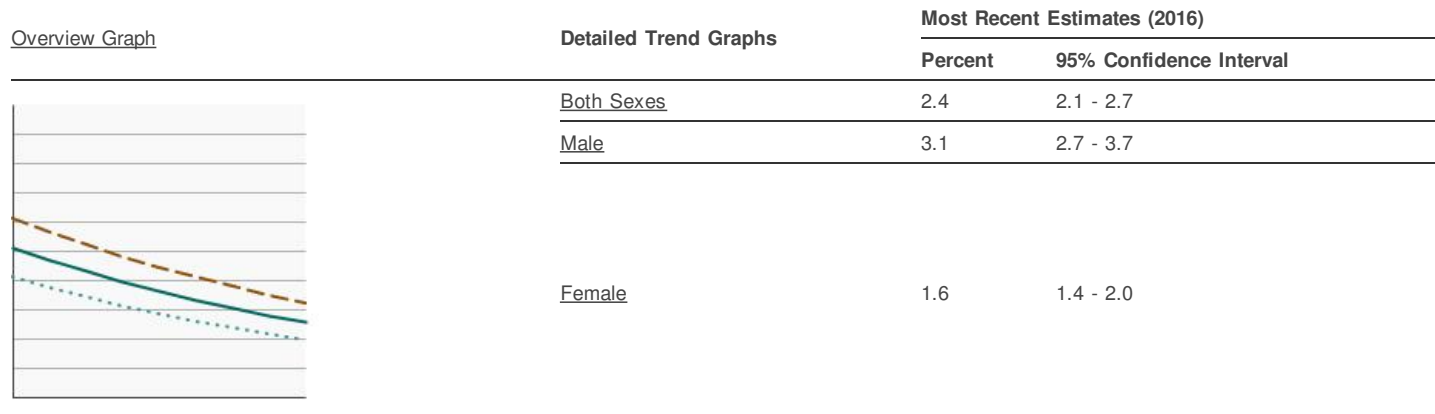 Overview Graph
Detailed Trend Graphs
Most Recent Estimates (2016)
Percent 95% Confidence Interval
Both Sexes 2.4 2.1 - 2.7
Male 3.1 2.7 - 3.7
Female 1.6 1.4 - 2.0